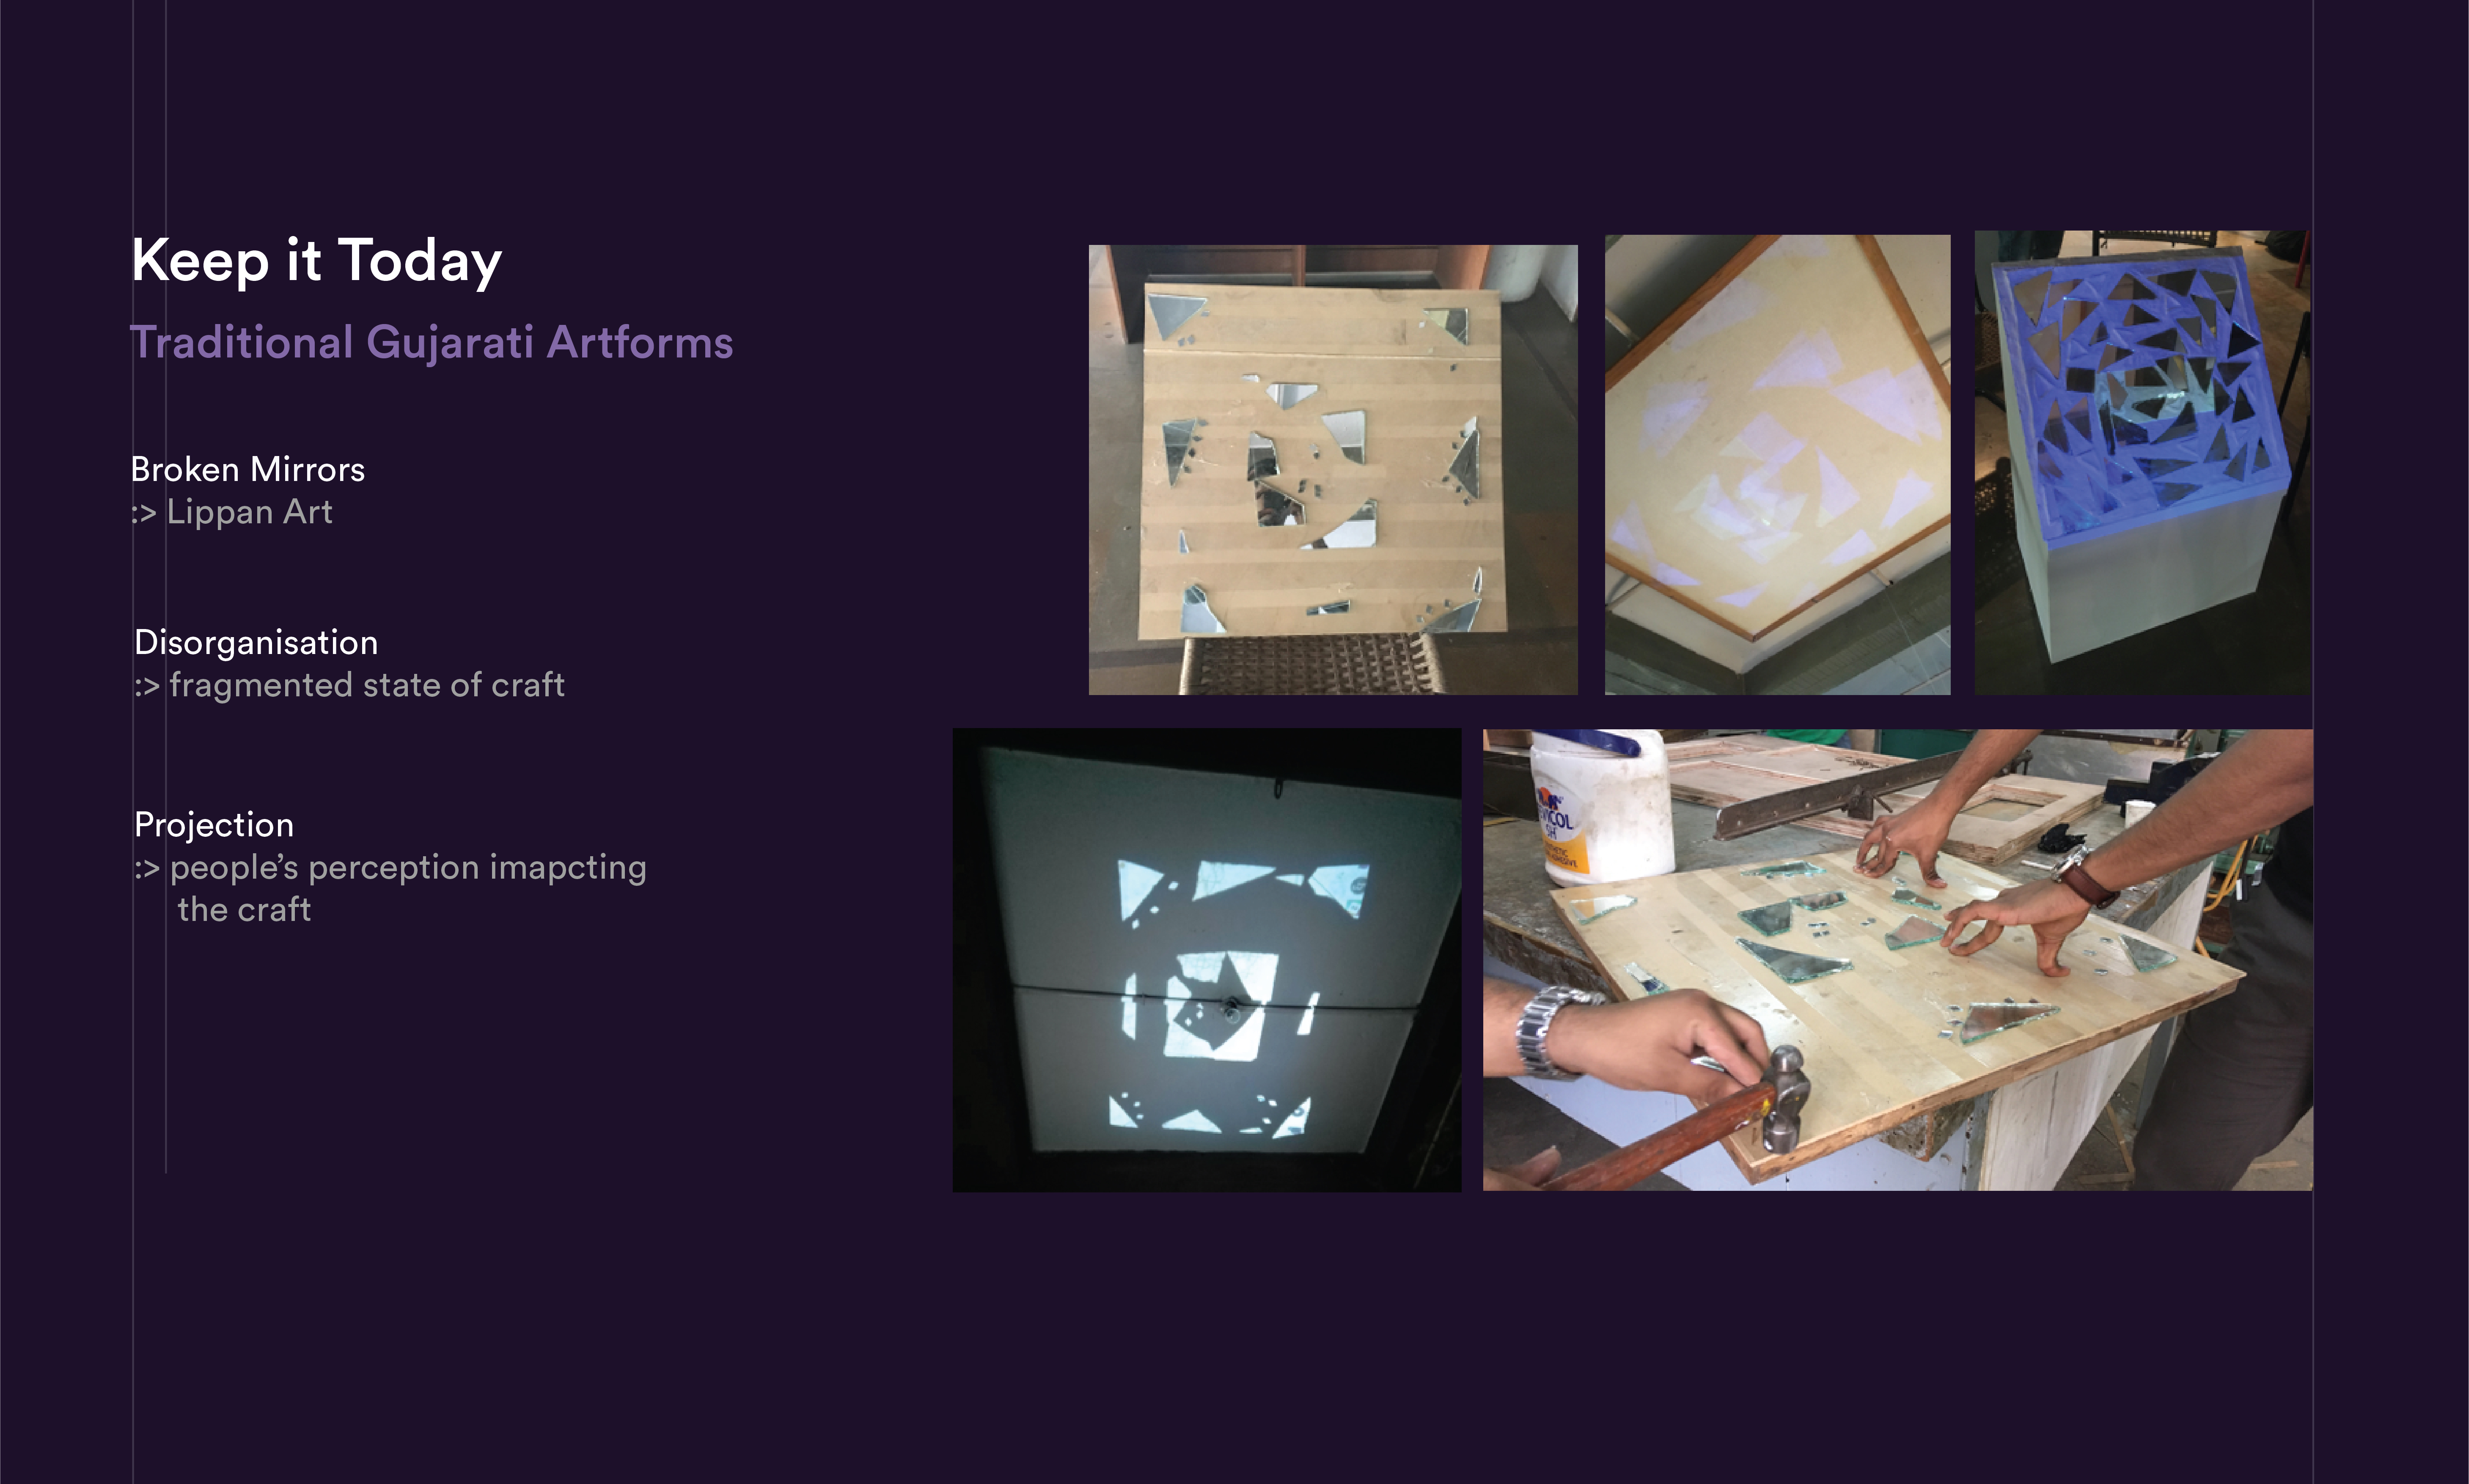 Keep it Today
Traditional Gujarati Artforms
Broken Mirrors
:> Lippan Art
Disorganisation
:> fragmented state of craft
Projection
:> people’s perception imapcting
the craft
SH